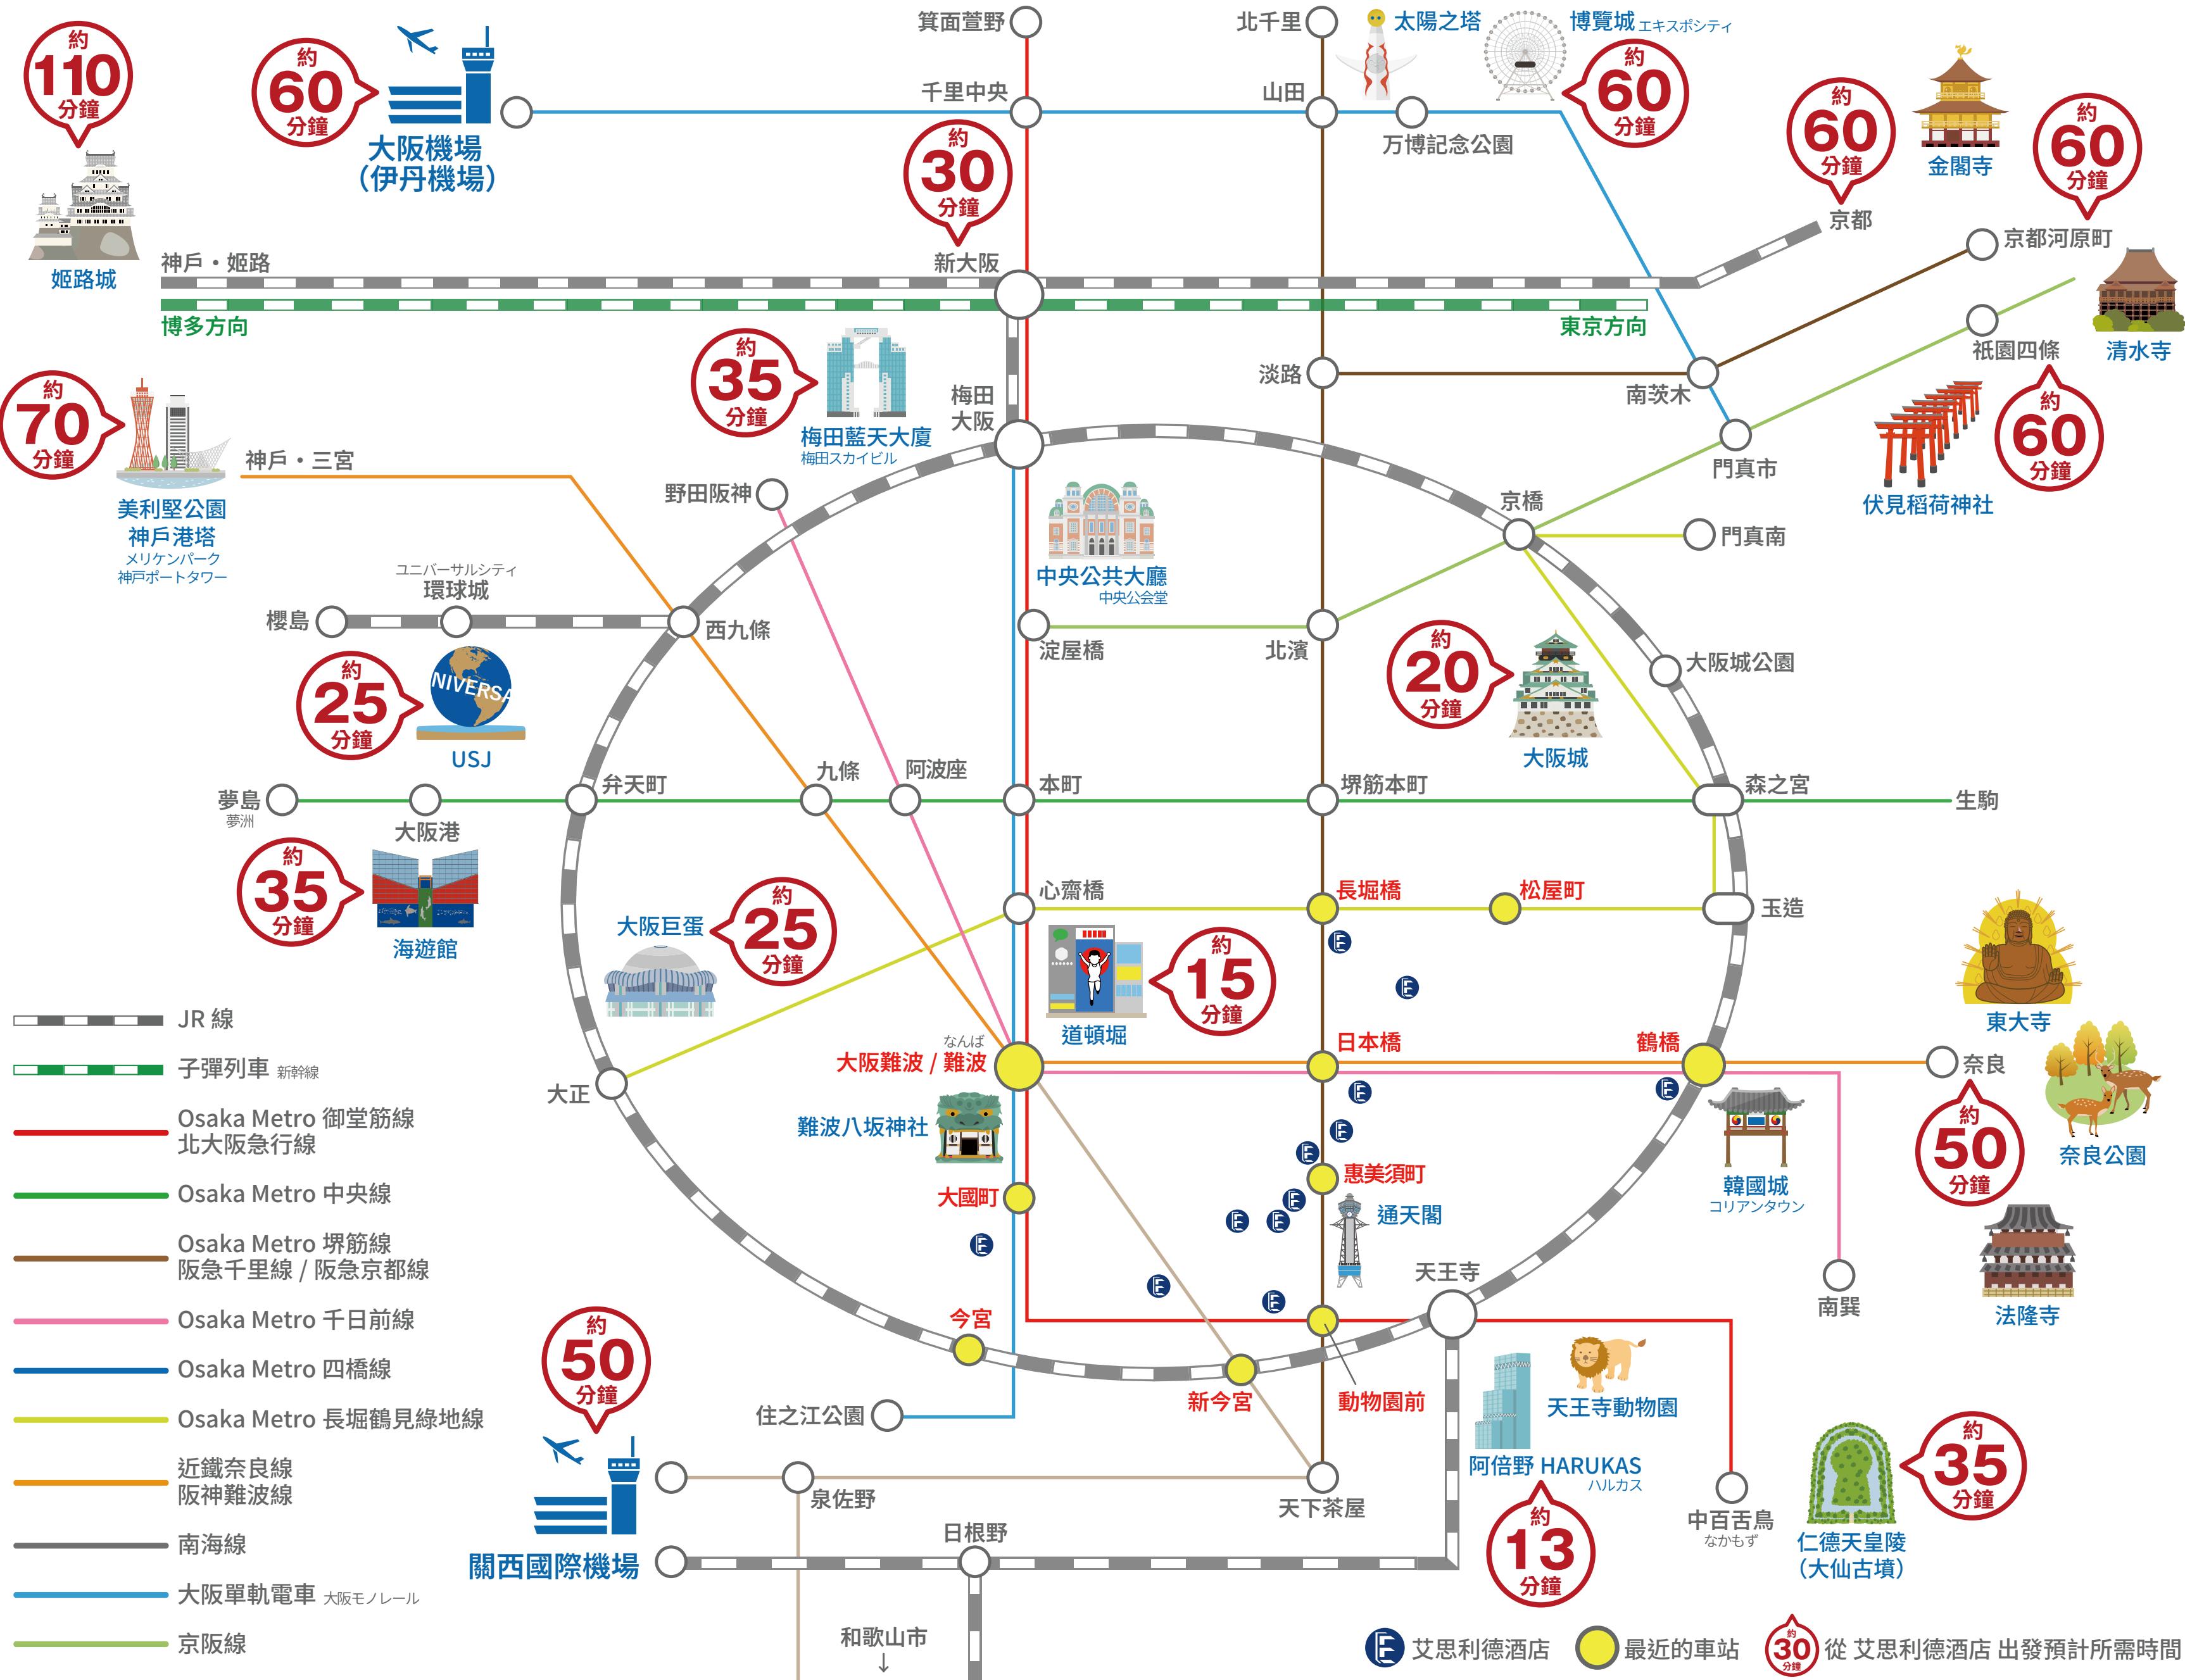 約
110
分鐘
姬路城
約
60
分鐘
大阪機場
(伊丹機場)
箕面萱野
千里中央
約
30
分鐘
新大阪
北千里
山田
太陽之塔
博覽城 エキスポシティ
約
60
分鐘
万博記念公園
約
60
分鐘
金閣寺
約
60
分鐘
京都
京都河原町
清水寺
祇園四條
約
60
分鐘
伏見稻荷神社
神戶・姬路
博多方向
東京方向
約
70
分鐘
美利堅公園
神戶港塔
メリケンパーク
神戸ポートタワー
神戶・三宮
約
35
分鐘
梅田藍天大廈
梅田スカイビル
梅田
大阪
淡路
南茨木
門真市
門真南
京橋
野田阪神
中央公共大廳
中央公会堂
ユニバーサルシティ
環球城
櫻島
西九條
約
25
分鐘
NIVERSA
USJ
淀屋橋
北濱
約
20
分鐘
大阪城
大阪城公園
夢島
夢洲
大阪港
弁天町
九條
阿波座
本町
堺筋本町
森之宮
生駒
約
35
分鐘
海遊館
大阪巨蛋
約
25
分鐘
心齋橋
長堀橋
松屋町
玉造
約
15
分鐘
道頓堀
東大寺
なんば
大阪難波 / 難波
日本橋
鶴橋
奈良
約
50
分鐘
奈良公園
大正
難波八坂神社
大國町
惠美須町
通天閣
韓國城
コリアンタウン
法隆寺
南巽
天王寺
今宮
新今宮
動物園前
天王寺動物園
阿倍野 HARUKAS
ハルカス
約
13
分鐘
住之江公園
約
50
分鐘
關西國際機場
泉佐野
日根野
天下茶屋
和歌山市
↓
中百舌鳥
なかもず
仁德天皇陵
(大仙古墳)
約
35
分鐘
JR 線
子彈列車 新幹線
Osaka Metro 御堂筋線
北大阪急行線
Osaka Metro 中央線
Osaka Metro 堺筋線
阪急千里線 / 阪急京都線
Osaka Metro 千日前線
Osaka Metro 四橋線
Osaka Metro 長堀鶴見綠地線
近鐵奈良線
阪神難波線
南海線
大阪單軌電車 大阪モノレール
京阪線
艾思利德酒店
最近的車站
約
30
分鐘
從 艾思利德酒店 出發預計所需時間